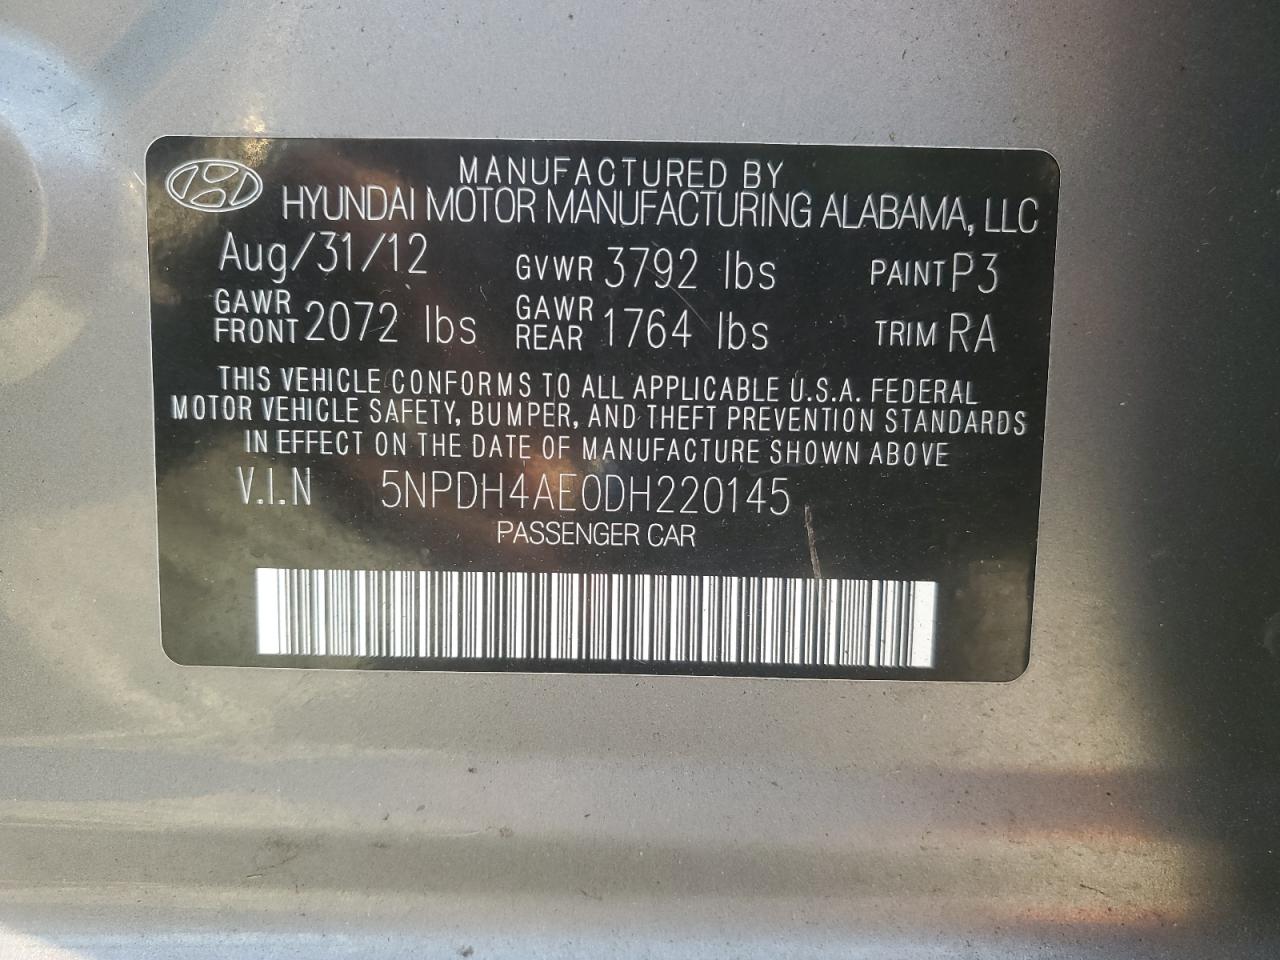 MANUFACTURED BY
HYUNDAI MOTOR MANUFACTURING ALABAMA, LLC
Aug/31/12 GVWR 3792 lbs PAINT P3
GAWR FRONT 2072 lbs GAWR REAR 1764 lbs TRIM RA
THIS VEHICLE CONFORMS TO ALL APPLICABLE U.S.A. FEDERAL
MOTOR VEHICLE SAFETY, BUMPER, AND THEFT PREVENTION STANDARDS
IN EFFECT ON THE DATE OF MANUFACTURE SHOWN ABOVE
V.I.N 5NPDH4AE0DH220145
PASSENGER CAR